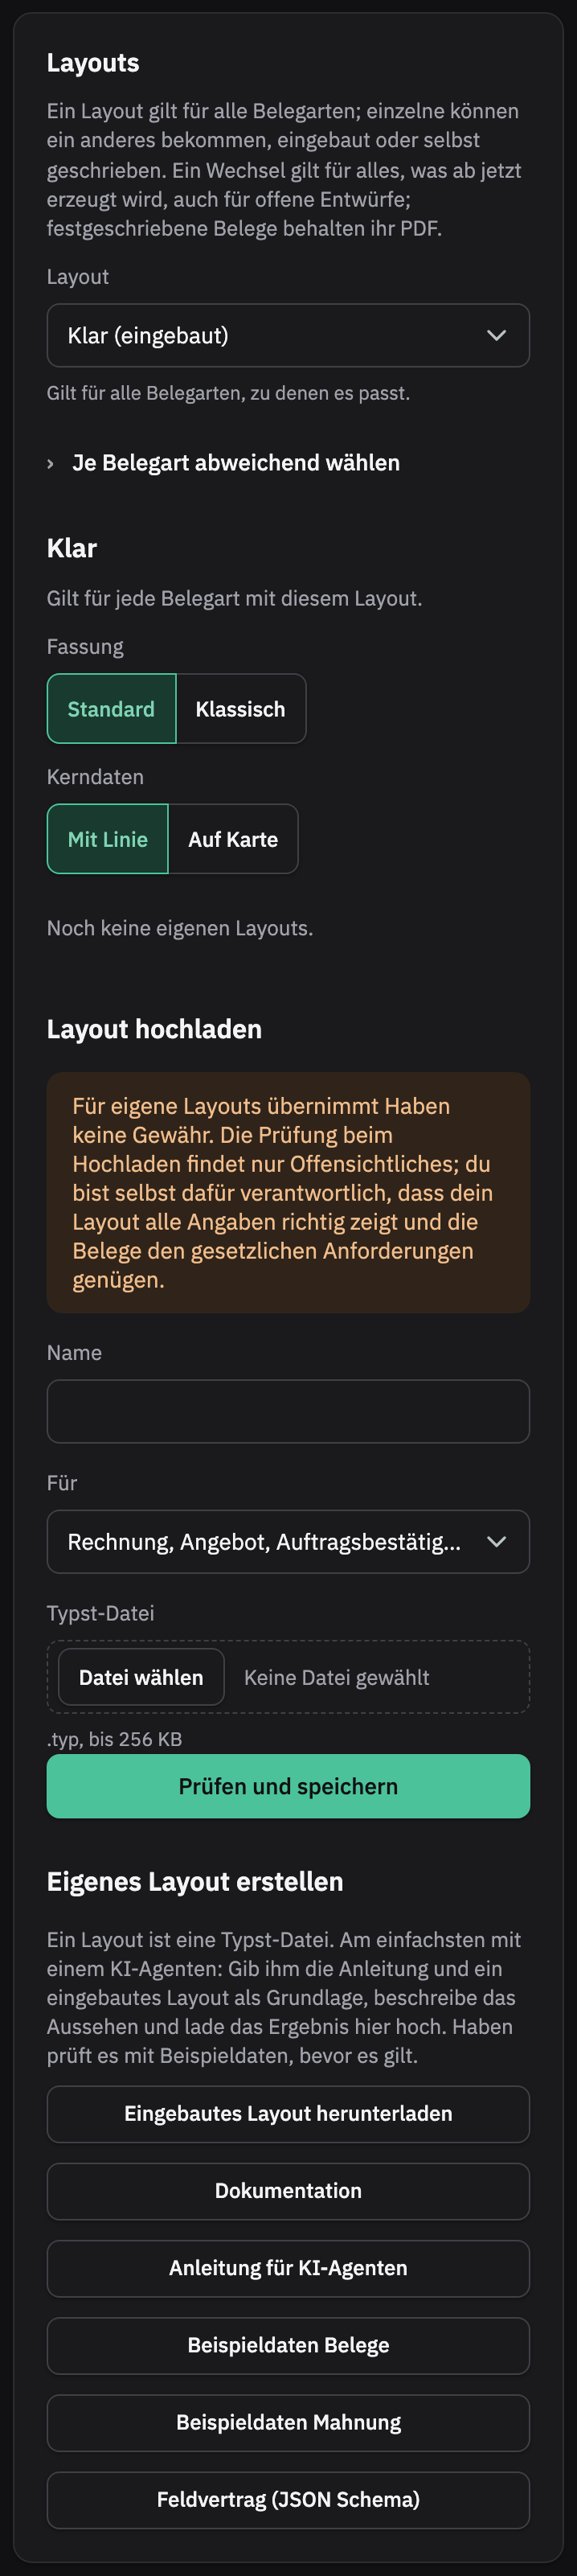 Layouts
Ein Layout gilt für alle Belegarten; einzelne können
ein anderes bekommen, eingebaut oder selbst
geschrieben. Ein Wechsel gilt für alles, was ab jetzt
erzeugt wird, auch für offene Entwürfe;
festgeschriebene Belege behalten ihr PDF.
Layout
Klar (eingebaut)
Gilt für alle Belegarten, zu denen es passt.
› Je Belegart abweichend wählen
Klar
Gilt für jede Belegart mit diesem Layout.
Fassung
Standard Klassisch
Kerndaten
Mit Linie Auf Karte
Noch keine eigenen Layouts.
Layout hochladen
Für eigene Layouts übernimmt Haben
keine Gewähr. Die Prüfung beim
Hochladen findet nur Offensichtliches; du
bist selbst dafür verantwortlich, dass dein
Layout alle Angaben richtig zeigt und die
Belege den gesetzlichen Anforderungen
genügen.
Name
Für
Rechnung, Angebot, Auftragsbestätig...
Typst-Datei
Datei wählen Keine Datei gewählt
.typ, bis 256 KB
Prüfen und speichern
Eigenes Layout erstellen
Ein Layout ist eine Typst-Datei. Am einfachsten mit
einem KI-Agenten: Gib ihm die Anleitung und ein
eingebautes Layout als Grundlage, beschreibe das
Aussehen und lade das Ergebnis hier hoch. Haben
prüft es mit Beispieldaten, bevor es gilt.
Eingebautes Layout herunterladen
Dokumentation
Anleitung für KI-Agenten
Beispieldaten Belege
Beispieldaten Mahnung
Feldvertrag (JSON Schema)